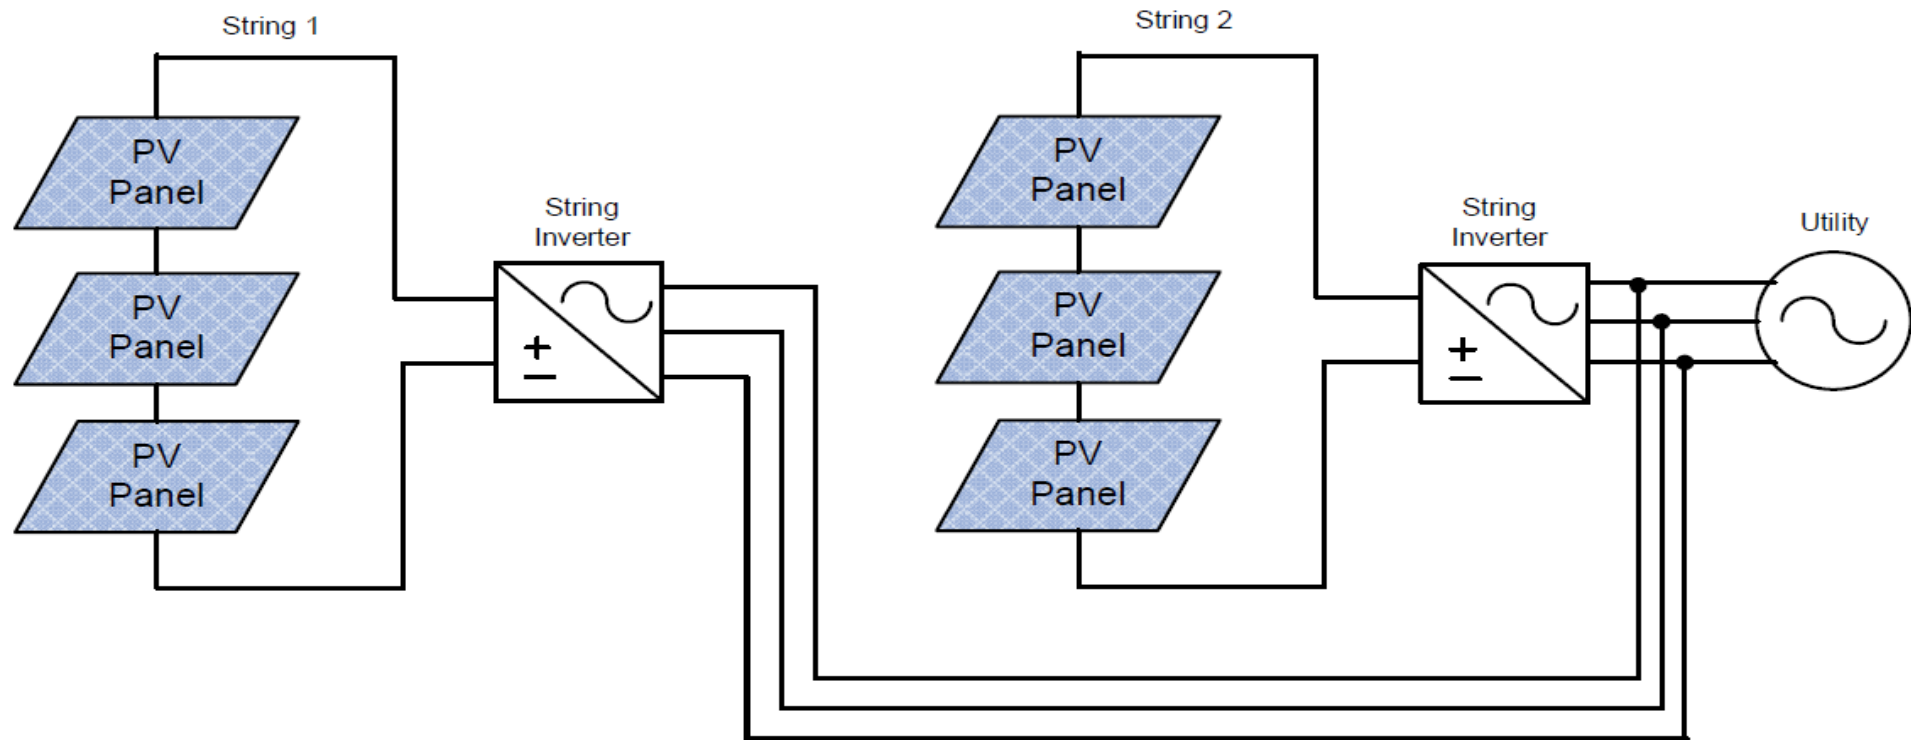 String 1
PV
Panel
PV
Panel
PV
Panel
String
Inverter
String 2
PV
Panel
PV
Panel
PV
Panel
String
Inverter
Utility